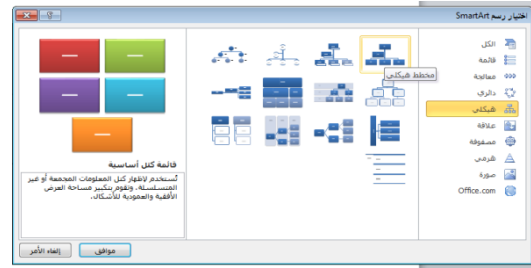 اختيار رسم SmartArt
الكل
قائمة
معالجة
دائري
هيكلي
علاقة
مصفوفة
هرمي
صورة
Office.com
مخطط هيكلي
قائمة كتل أساسية
تُستخدم لإظهار كتل المعلومات المجمعة أو غير
المتسلسلة. وتقوم بتكبير مساحة العرض
الأفقية والعمودية للأشكال.
موافق
إلغاء الأمر